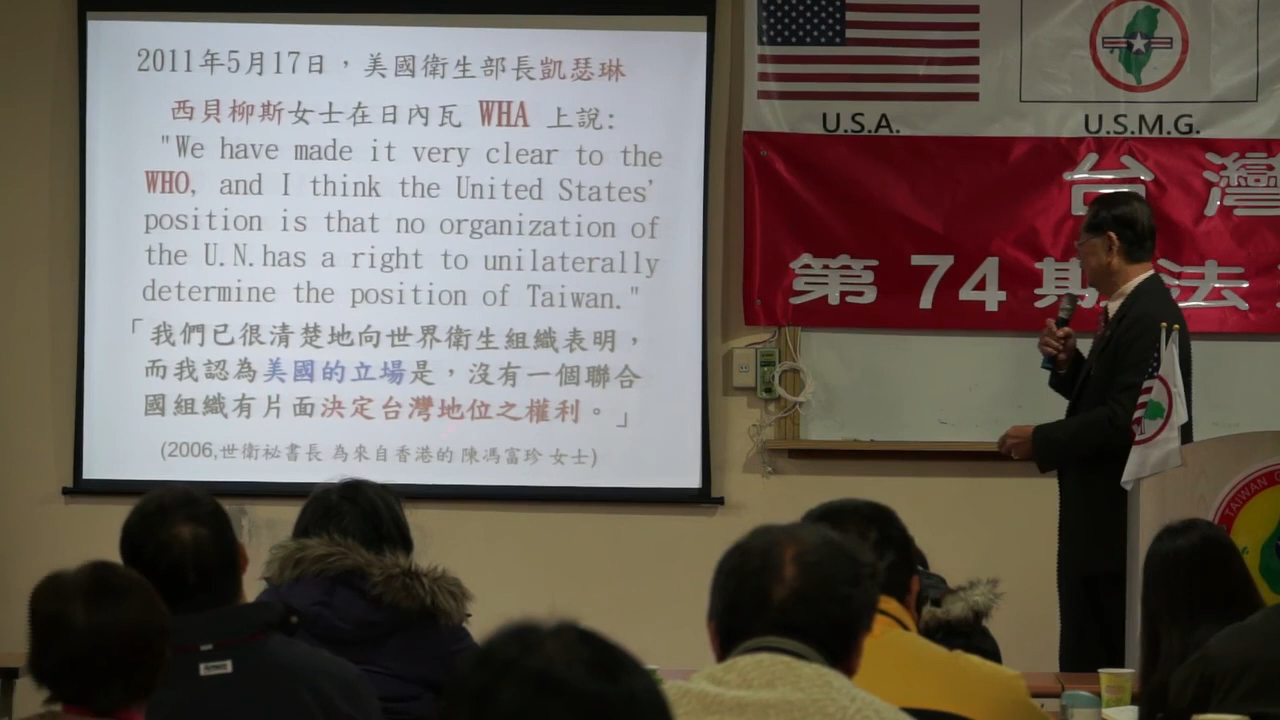 2011年5月17日，美國衛生部長凱瑟琳
西貝柳斯女士在日內瓦 WHA 上說:
"We have made it very clear to the
WHO, and I think the United States'
position is that no organization of
the U.N.has a right to unilaterally
determine the position of Taiwan."
「我們已很清楚地向世界衛生組織表明，
而我認為美國的立場是，沒有一個聯合
國組織有片面決定台灣地位之權利。」
(2006,世衛祕書長 為來自香港的 陳馮富珍 女士)
U.S.A.
U.S.M.G.
台灣
第74期法
TAIWAN